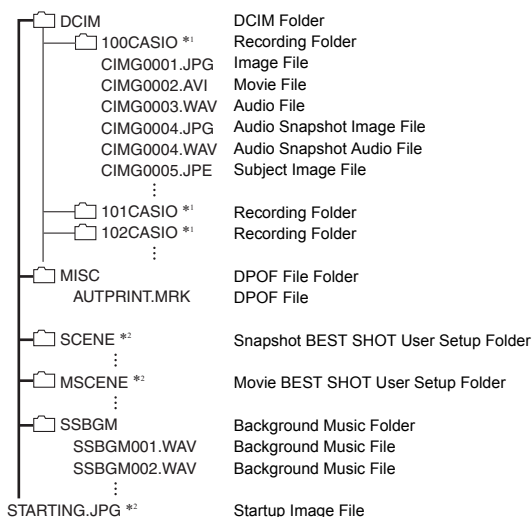 DCIM DCIM Folder
100CASIO *1 Recording Folder
CIMG0001.JPG Image File
CIMG0002.AVI Movie File
CIMG0003.WAV Audio File
CIMG0004.JPG Audio Snapshot Image File
CIMG0004.WAV Audio Snapshot Audio File
CIMG0005.JPE Subject Image File
101CASIO *1 Recording Folder
102CASIO *1 Recording Folder
MISC DPOF File Folder
AUTPRINT.MRK DPOF File
SCENE *2 Snapshot BEST SHOT User Setup Folder
MSCENE *2 Movie BEST SHOT User Setup Folder
SSBGM Background Music Folder
SSBGM001.WAV Background Music File
SSBGM002.WAV Background Music File
STARTING.JPG *2 Startup Image File